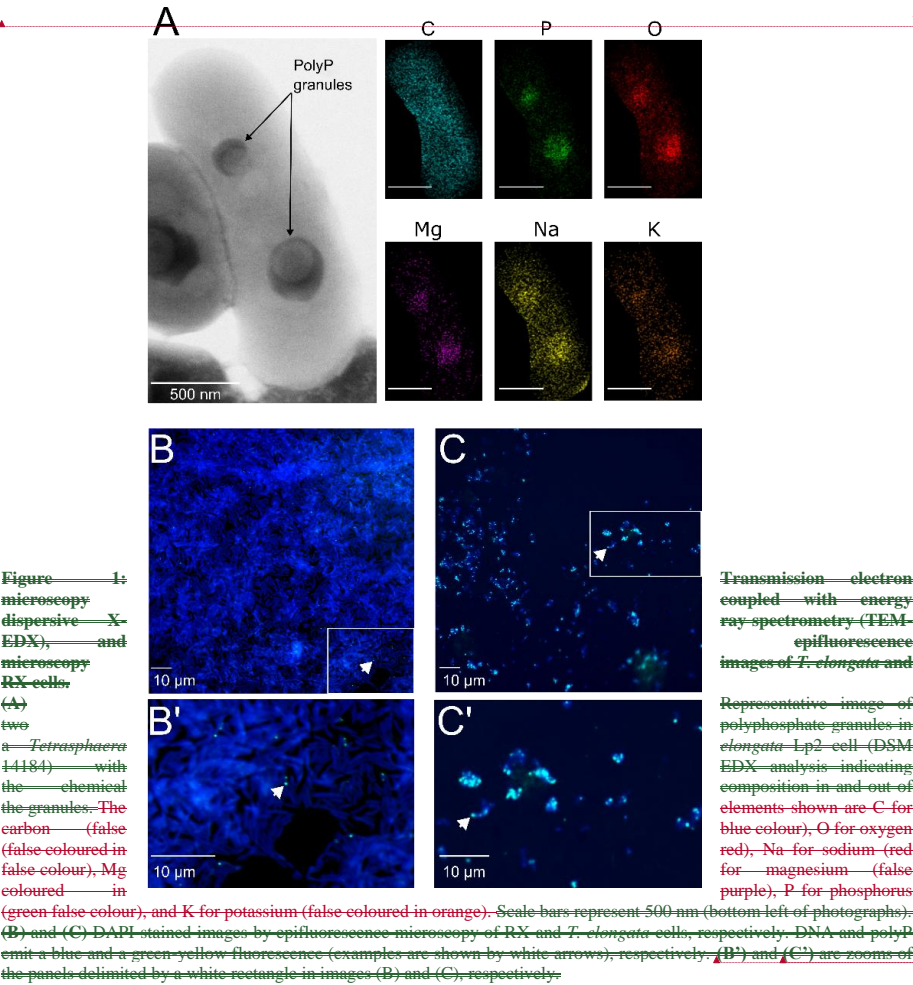 A
C P O
PolyP
granules
Mg Na K
500 nm
B C
10 µm 10 µm
B' C'
10 µm 10 µm
Figure 1: Transmission electron
microscopy coupled with energy
dispersive X- ray spectrometry (TEM-
EDX), and epifluorescence
microscopy images of T. elongata and
RX cells.
(A) Representative image of
two polyphosphate granules in
a Tetrasphaera elongata Lp2 cell (DSM
14184) with EDX analysis indicating
the chemical composition in and out of
the granules. The elements shown are C for
carbon (false blue colour), O for oxygen
(false coloured in red), Na for sodium (red
false colour), Mg for magnesium (false
coloured in purple), P for phosphorus
(green false colour), and K for potassium (false coloured in orange). Scale bars represent 500 nm (bottom left of photographs).
(B) and (C) DAPI-stained images by epifluorescence microscopy of RX and T. elongata cells, respectively. DNA and polyP
emit a blue and a green-yellow fluorescence (examples are shown by white arrows), respectively. (B') and (C') are zooms of
the panels delimited by a white rectangle in images (B) and (C), respectively.